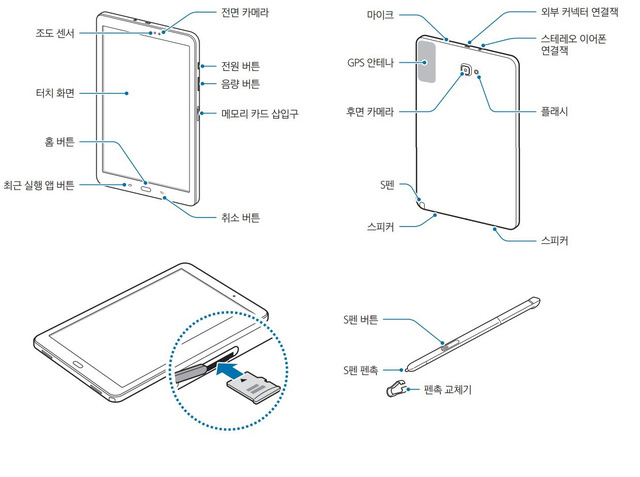 전면 카메라
조도 센서
전원 버튼
음량 버튼
터치 화면
메모리 카드 삽입구
홈 버튼
최근 실행 앱 버튼
취소 버튼
마이크
외부 커넥터 연결잭
스테레오 이어폰
연결잭
GPS 안테나
후면 카메라
플래시
S펜
스피커
스피커
S펜 버튼
S펜 펜촉
펜촉 교체기